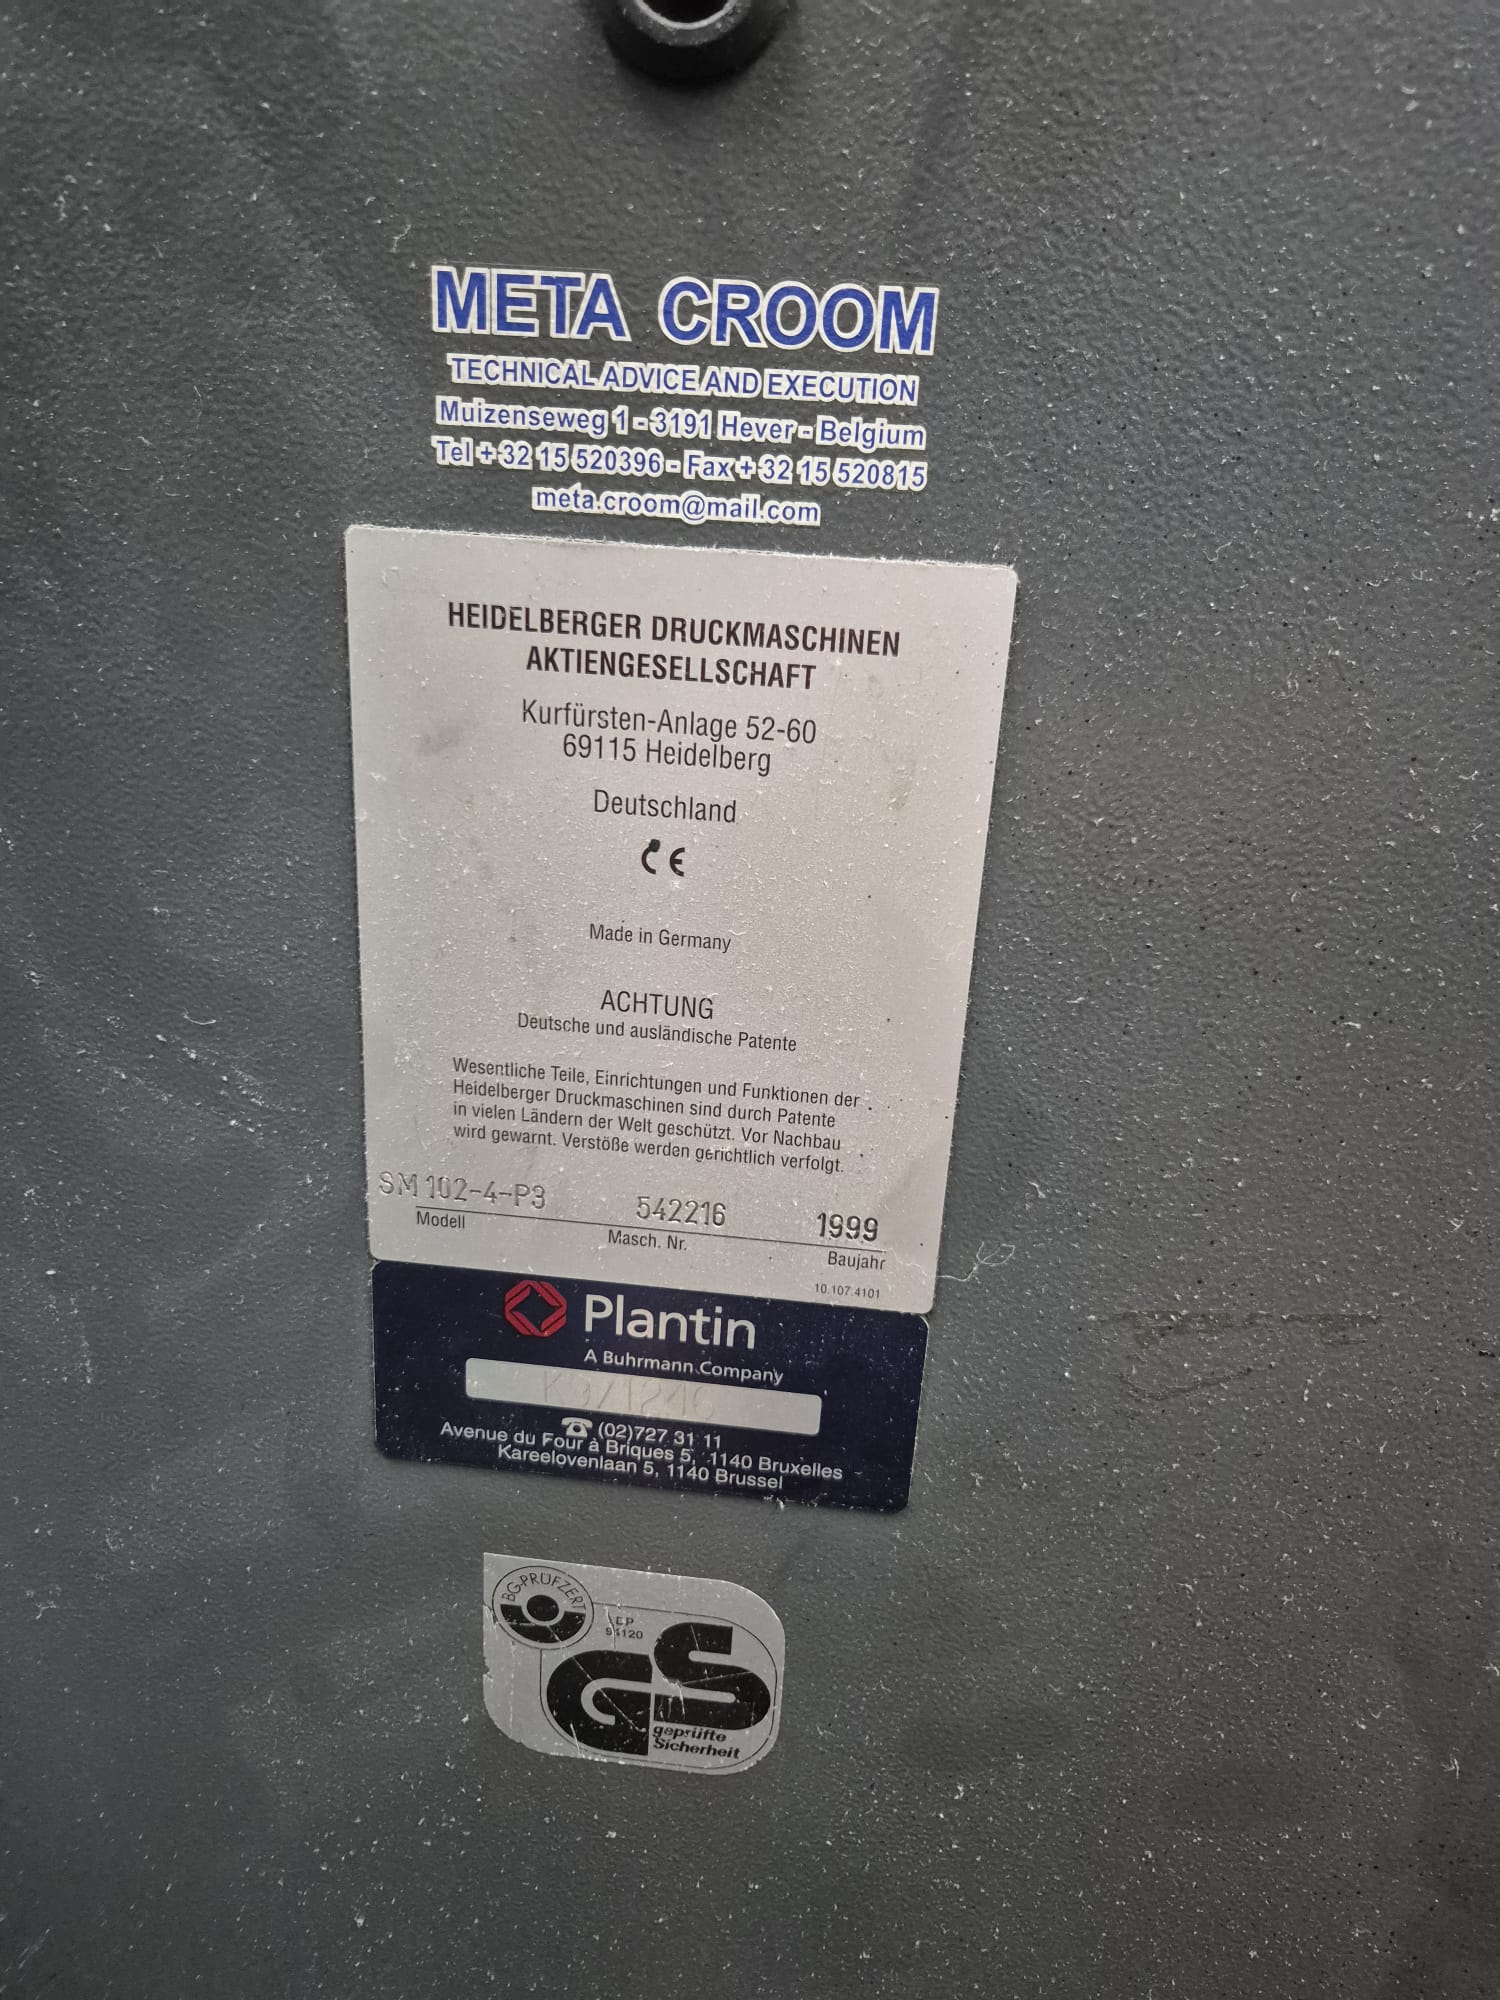 META CROOM
TECHNICAL ADVICE AND EXECUTION
Muizenseweg 1 - 3191 Hever - Belgium
Tel + 32 15 520396 - Fax + 32 15 520815
meta.croom@mail.com
HEIDELBERGER DRUCKMASCHINEN
AKTIENGESELLSCHAFT
Kurfürsten-Anlage 52-60
69115 Heidelberg
Deutschland
CE
Made in Germany
ACHTUNG
Deutsche und ausländische Patente
Wesentliche Teile, Einrichtungen und Funktionen der
Heidelberger Druckmaschinen sind durch Patente
in vielen Ländern der Welt geschützt. Vor Nachbau
wird gewarnt. Verstöße werden gerichtlich verfolgt.
SM 102-4-P3 542216 1999
Modell Masch. Nr. Baujahr
10.107.4101
Plantin
A Buhrmann Company
(02)727 31 11
Avenue du Four à Briques 5, 1140 Bruxelles
Kareelovenlaan 5, 1140 Brussel
BG-PRÜFZERT
GS
geprüfte
Sicherheit